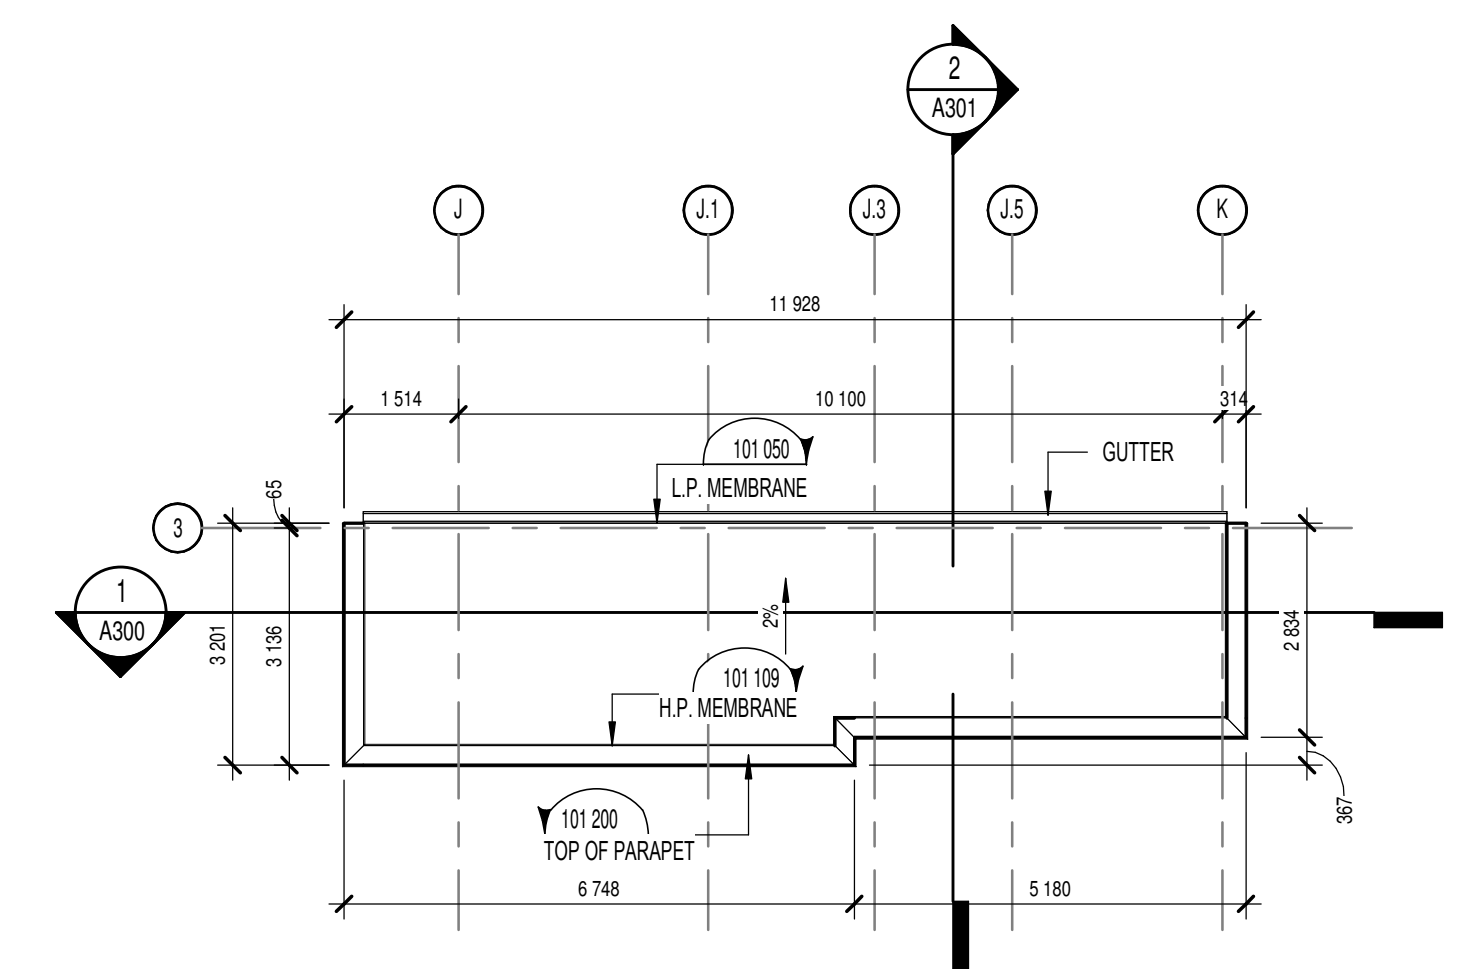 2
A301
J
J.1
J.3
J.5
K
11 928
1 514
10 100
314
101 050
L.P. MEMBRANE
GUTTER
65
3
1
A300
3 201
3 136
2%
2 834
101 109
H.P. MEMBRANE
367
101 200
TOP OF PARAPET
6 748
5 180